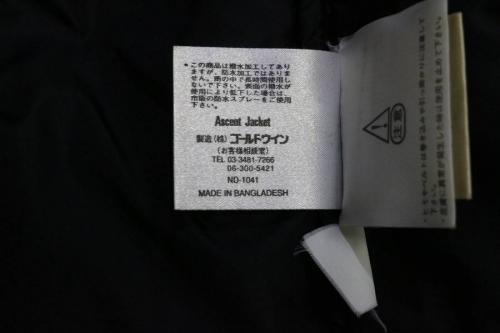 * この商品は撥水加工してあり
ますが、防水加工ではありま
せん。雨の中で長時間使用し
ないで下さい。表面の撥水が
使用により低下した場合は、
市販の防水スプレーをご使用
下さい。
Ascent Jacket
製造(株)ゴールドウイン
(お客様相談室)
TEL 03-3481-7266
06-300-5421
ND-1041
MADE IN BANGLADESH
注意